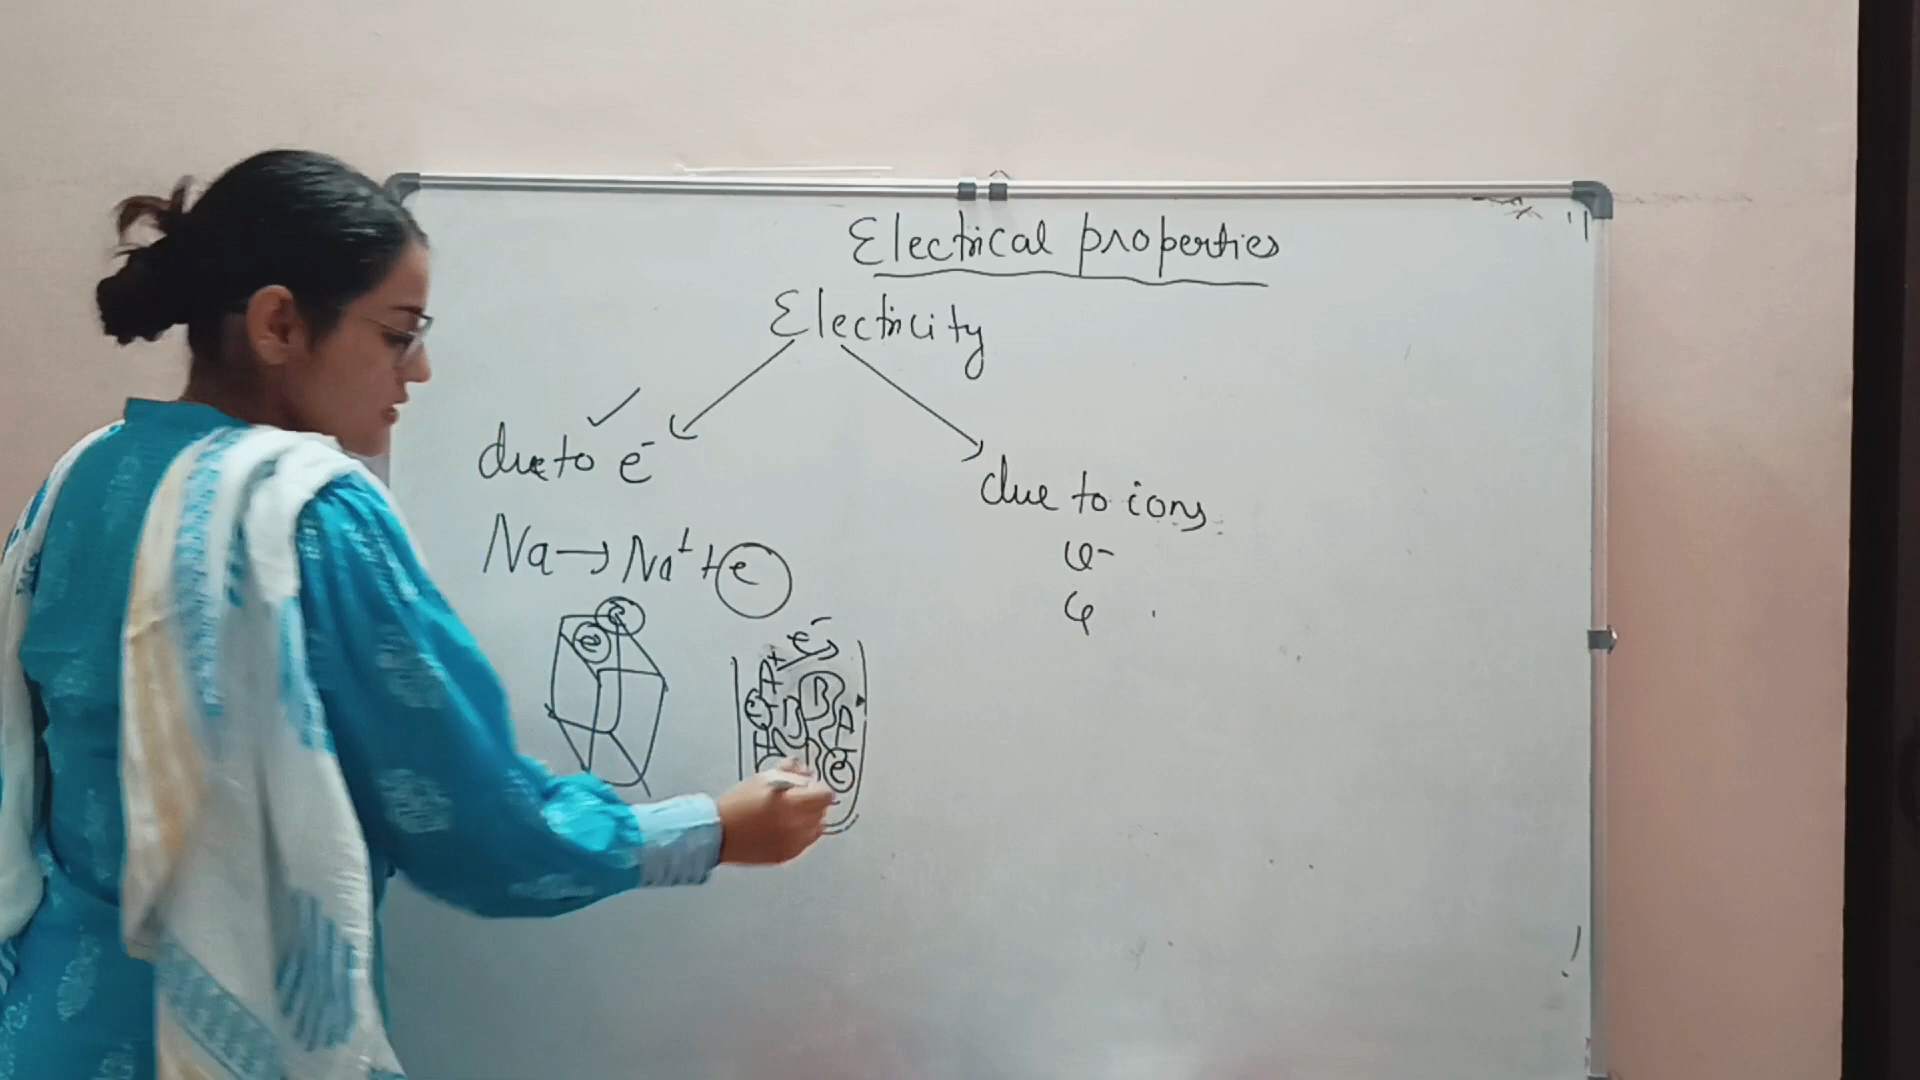 Electrical properties
Electricity
due to e⁻
due to ions
Na → Na⁺ + e
e
e⁻
A⁺
B
e
B
A
e